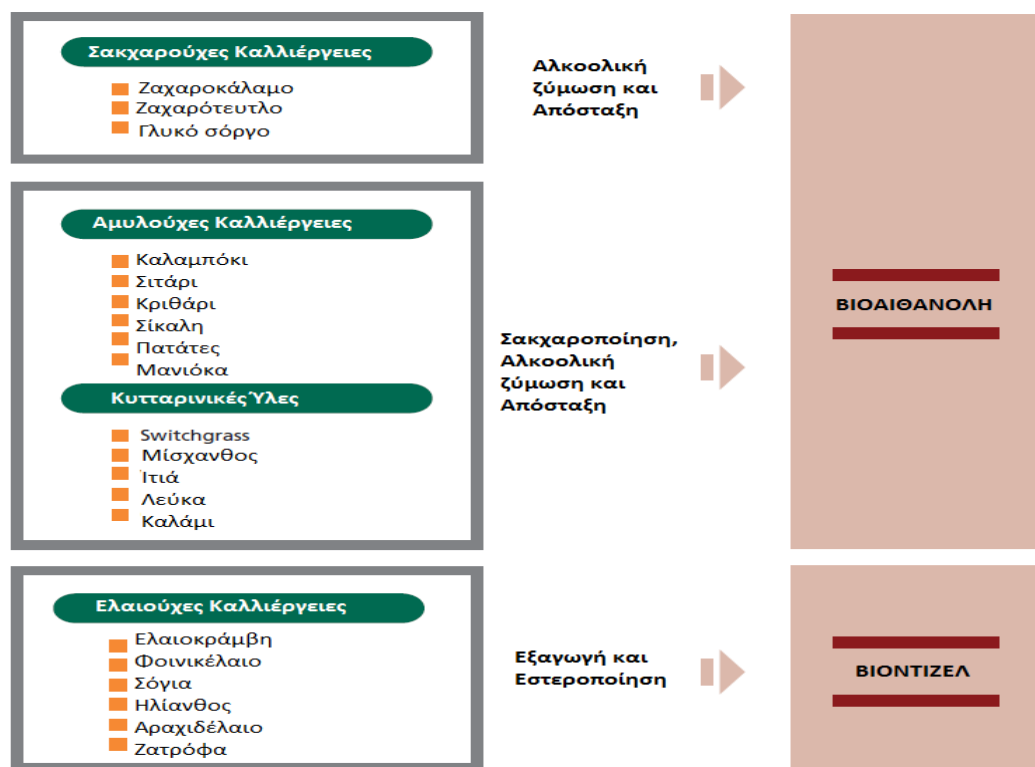 Σακχαρούχες Καλλιέργειες
Ζαχαροκάλαμο
Ζαχαρότευτλο
Γλυκό σόργο
Αλκοολική
ζύμωση και
Απόσταξη
Αμυλούχες Καλλιέργειες
Καλαμπόκι
Σιτάρι
Κριθάρι
Σίκαλη
Πατάτες
Μανιόκα
Κυτταρινικές Ύλες
Switchgrass
Μίσχανθος
Ίτιά
Λεύκα
Καλάμι
Σακχαροποίηση,
Αλκοολική
ζύμωση και
Απόσταξη
ΒΙΟΑΙΘΑΝΟΛΗ
Ελαιούχες Καλλιέργειες
Ελαιοκράμβη
Φοινικέλαιο
Σόγια
Ηλίανθος
Αραχιδέλαιο
Ζατρόφα
Εξαγωγή και
Εστεροποίηση
ΒΙΟΝΤΙΖΕΛ